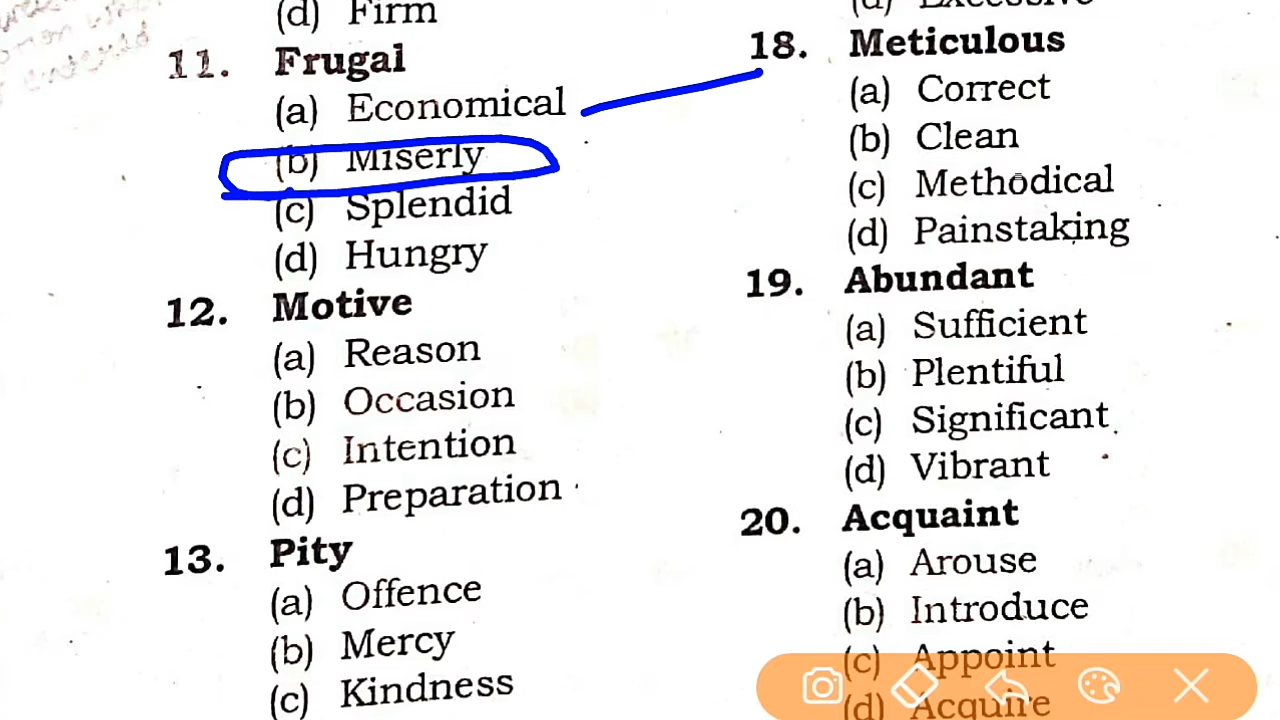 (d) Firm
11. Frugal
(a) Economical
(b) Miserly
(c) Splendid
(d) Hungry
12. Motive
(a) Reason
(b) Occasion
(c) Intention
(d) Preparation
13. Pity
(a) Offence
(b) Mercy
(c) Kindness
(d) Excessive
18. Meticulous
(a) Correct
(b) Clean
(c) Methodical
(d) Painstaking
19. Abundant
(a) Sufficient
(b) Plentiful
(c) Significant
(d) Vibrant
20. Acquaint
(a) Arouse
(b) Introduce
(c) Appoint
(d) Acquire